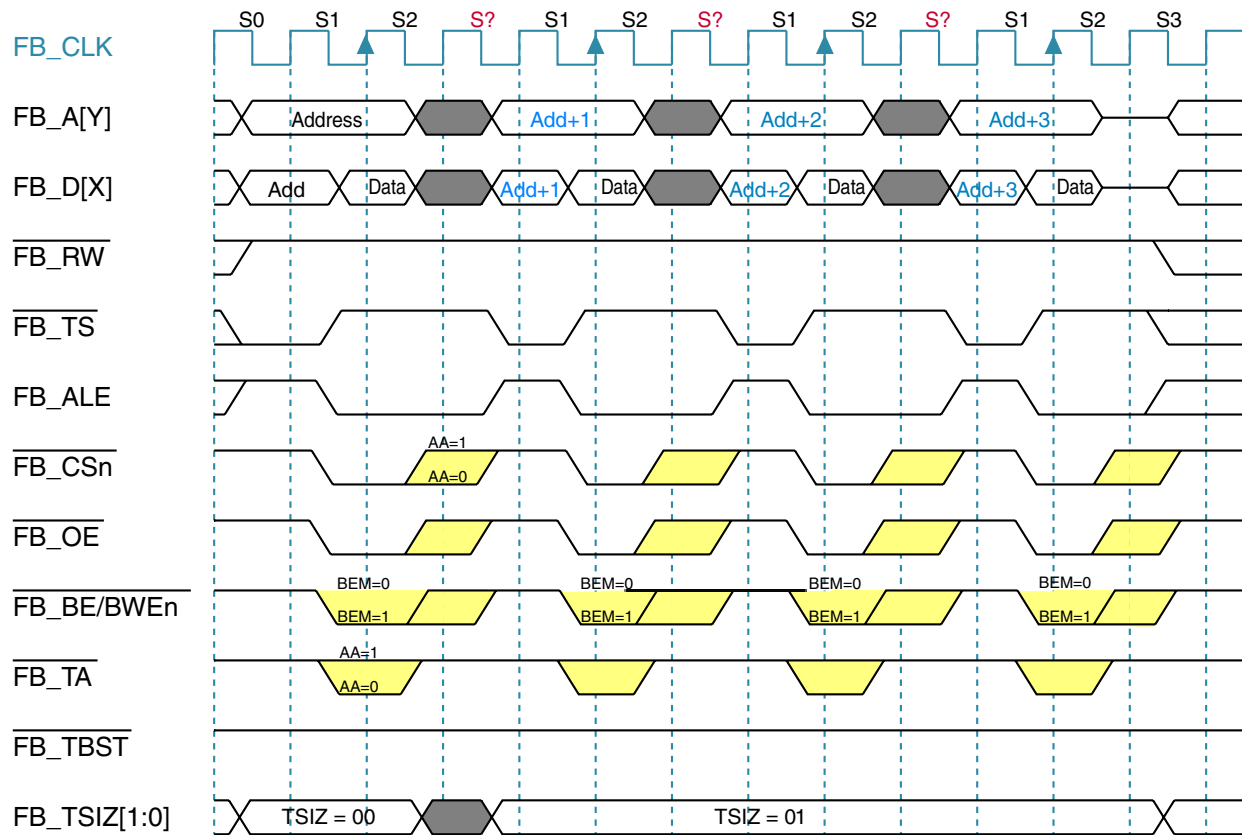 S0 S1 S2 S? S1 S2 S? S1 S2 S? S1 S2 S3
FB_CLK
FB_A[Y] Address Add+1 Add+2 Add+3
FB_D[X] Add Data Add+1 Data Add+2 Data Add+3 Data
FB_RW
FB_TS
FB_ALE
AA=1
FB_CSn
AA=0
FB_OE
BEM=0 BEM=0 BEM=0 BEM=0
FB_BE/BWEn
BEM=1 BEM=1 BEM=1 BEM=1
AA=1
FB_TA
AA=0
FB_TBST
FB_TSIZ[1:0] TSIZ = 00 TSIZ = 01